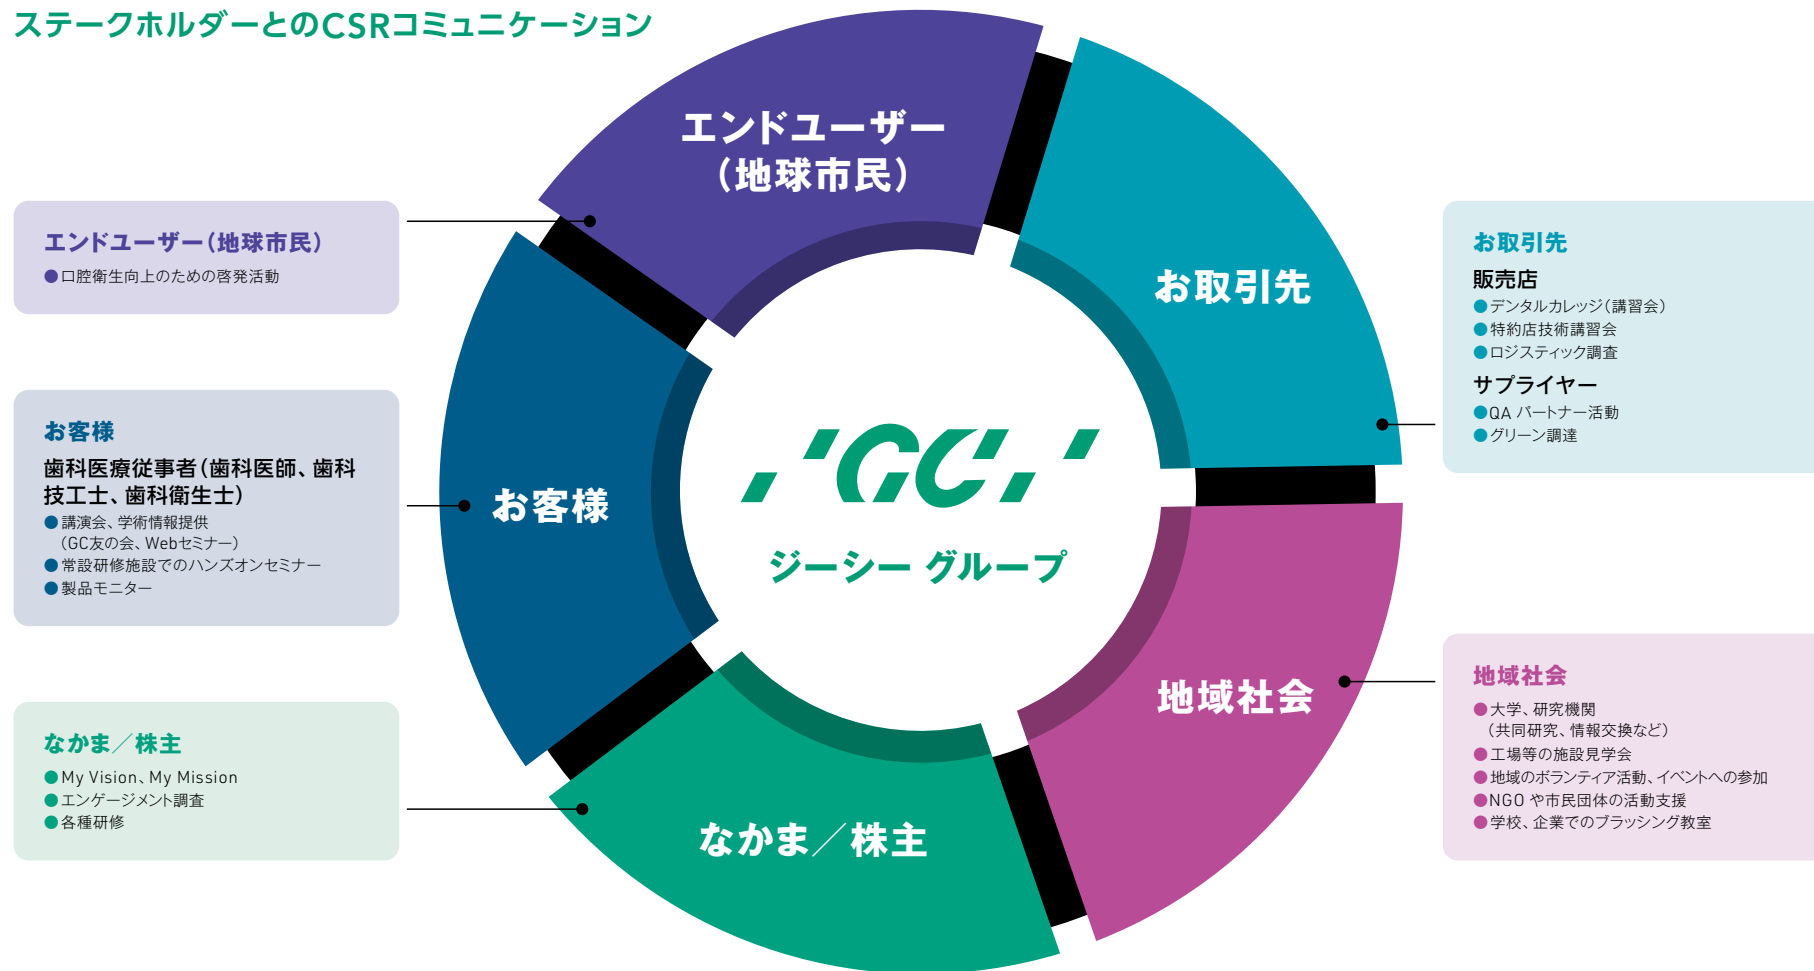 ステークホルダーとのCSRコミュニケーション
エンドユーザー
（地球市民）
お取引先
お客様
地域社会
なかま／株主
GC
ジーシー グループ
エンドユーザー（地球市民）
●口腔衛生向上のための啓発活動
お客様
歯科医療従事者（歯科医師、歯科
技工士、歯科衛生士）
●講演会、学術情報提供
（GC友の会、Webセミナー）
●常設研修施設でのハンズオンセミナー
●製品モニター
なかま／株主
●My Vision、My Mission
●エンゲージメント調査
●各種研修
お取引先
販売店
●デンタルカレッジ（講習会）
●特約店技術講習会
●ロジスティック調査
サプライヤー
●QA パートナー活動
●グリーン調達
地域社会
●大学、研究機関
（共同研究、情報交換など）
●工場等の施設見学会
●地域のボランティア活動、イベントへの参加
●NGO や市民団体の活動支援
●学校、企業でのブラッシング教室